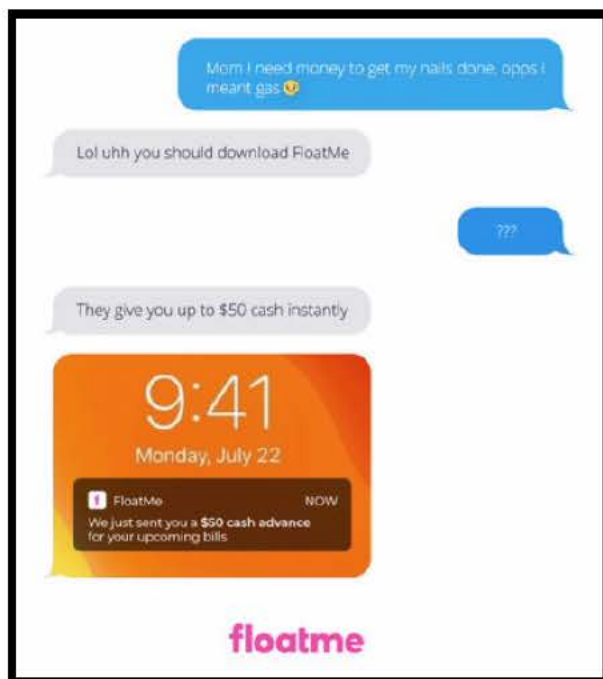 Mom I need money to get my nails done, opps i
meant gas
Lol uhh you should download FloatMe
???
They give you up to $50 cash instantly
9:41
Monday, July 22
f FloatMe NOW
We just sent you a $50 cash advance
for your upcoming bills
floatme